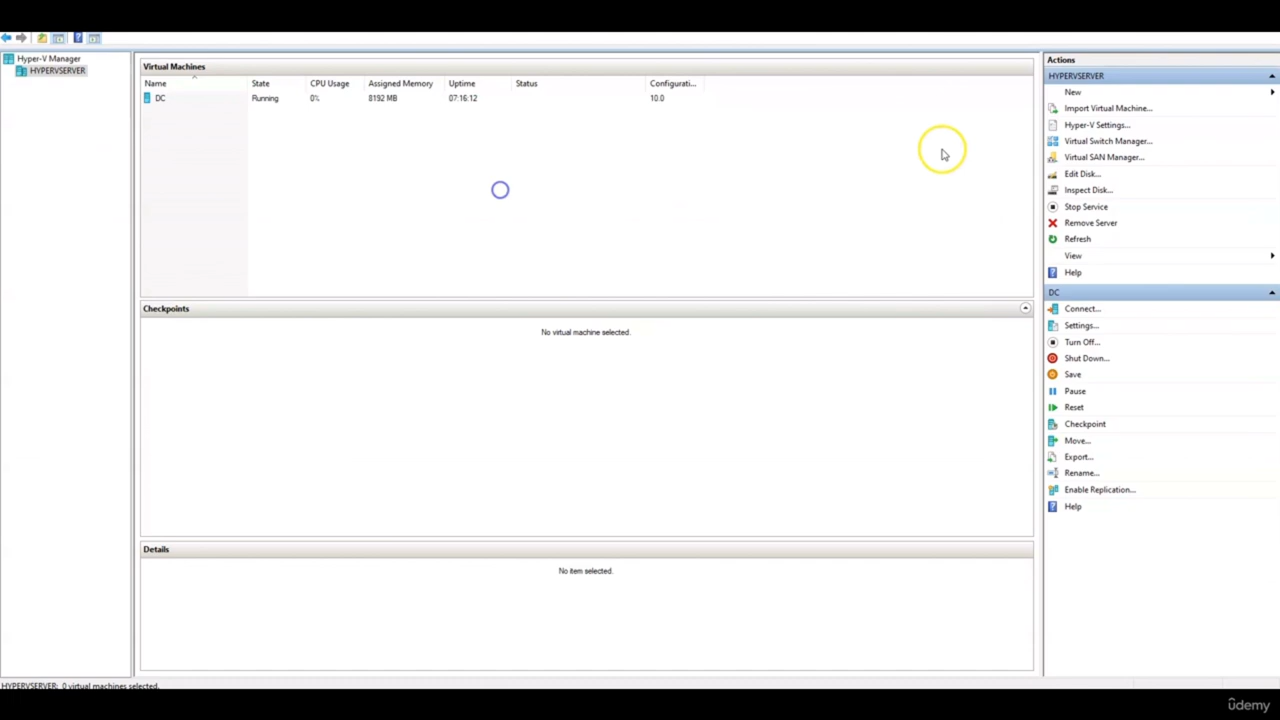 Hyper-V Manager
HYPERVSERVER
Virtual Machines
Name State CPU Usage Assigned Memory Uptime Status Configurati...
DC Running 0% 8192 MB 07:16:12 10.0
Checkpoints
No virtual machine selected.
Details
No item selected.
Actions
HYPERVSERVER
New
Import Virtual Machine...
Hyper-V Settings...
Virtual Switch Manager...
Virtual SAN Manager...
Edit Disk...
Inspect Disk...
Stop Service
Remove Server
Refresh
View
Help
DC
Connect...
Settings...
Turn Off...
Shut Down...
Save
Pause
Reset
Checkpoint
Move...
Export...
Rename...
Enable Replication...
Help
HYPERVSERVER: 0 virtual machines selected.
ûdemy